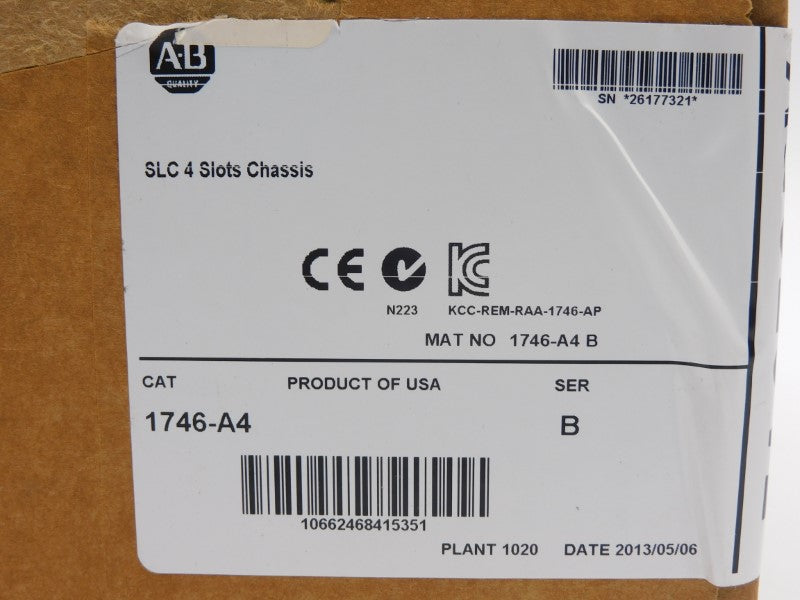 A-B
QUALITY
SN *26177321*
SLC 4 Slots Chassis
CE
KC
N223 KCC-REM-RAA-1746-AP
MAT NO 1746-A4 B
CAT PRODUCT OF USA SER
1746-A4 B
10662468415351
PLANT 1020 DATE 2013/05/06